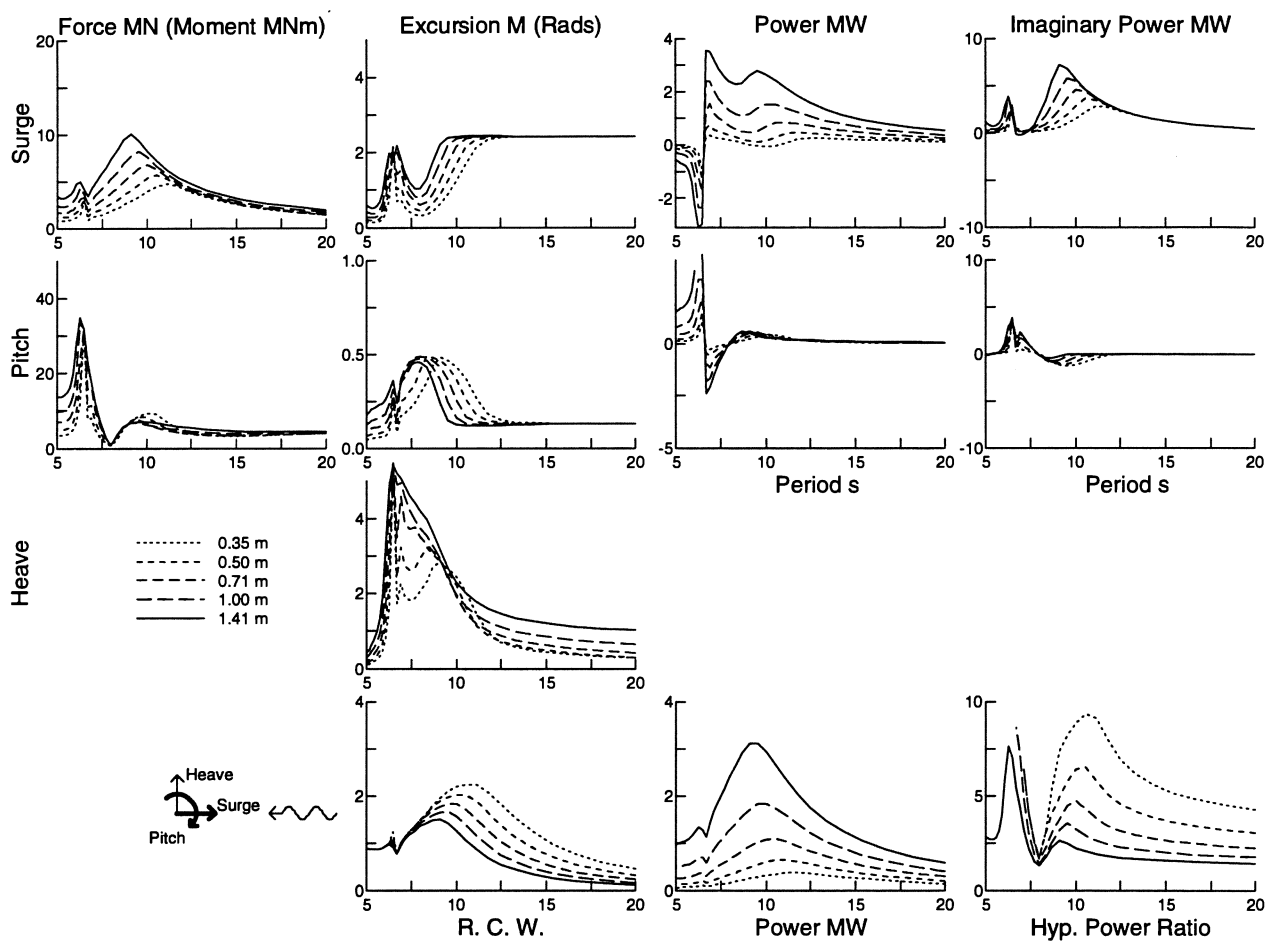 Force MN (Moment MNm) Excursion M (Rads) Power MW Imaginary Power MW
Surge
20 10 0
5 10 15 20
4 2 0
5 10 15 20
4 2 0 -2
5 10 15 20
10 0 -10
5 10 15 20
Pitch
40 20 0
5 10 15 20
1.0 0.5 0.0
5 10 15 20
0 -5
5 10 15 20
Period s
10 0 -10
5 10 15 20
Period s
Heave
0.35 m
0.50 m
0.71 m
1.00 m
1.41 m
4 2 0
5 10 15 20
Heave
Surge
Pitch
4 2 0
5 10 15 20
R. C. W.
4 2 0
5 10 15 20
Power MW
10 5 0
5 10 15 20
Hyp. Power Ratio